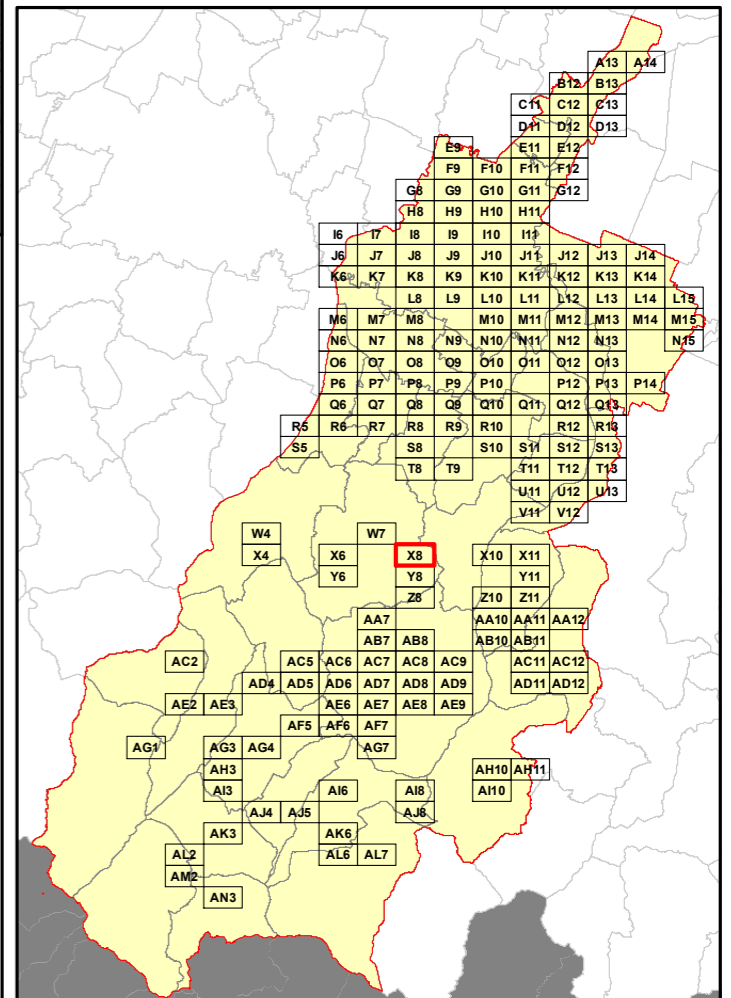 A13 A14
B12 B13
C11 C12 C13
D11 D12 D13
E9 E11 E12
F9 F10 F11 F12
G8 G9 G10 G11 G12
H8 H9 H10 H11
I6 I7 I8 I9 I10 I11
J6 J7 J8 J9 J10 J11 J12 J13 J14
K6 K7 K8 K9 K10 K11 K12 K13 K14
L8 L9 L10 L11 L12 L13 L14 L15
M6 M7 M8 M10 M11 M12 M13 M14 M15
N6 N7 N8 N9 N10 N11 N12 N13 N15
O6 O7 O8 O9 O10 O11 O12 O13
P6 P7 P8 P9 P10 P12 P13 P14
Q6 Q7 Q8 Q9 Q10 Q11 Q12 Q13
R5 R6 R7 R8 R9 R10 R12 R13
S5 S8 S10 S11 S12 S13
T8 T9 T11 T12 T13
U11 U12 U13
V11 V12
W4 W7
X4 X6 X8 X10 X11
Y6 Y8 Y11
Z8 Z10 Z11
AA7 AA10 AA11 AA12
AB7 AB8 AB10 AB11
AC2 AC5 AC6 AC7 AC8 AC9 AC11 AC12
AD4 AD5 AD6 AD7 AD8 AD9 AD11 AD12
AE2 AE3 AE6 AE7 AE8 AE9
AF5 AF6 AF7
AG1 AG3 AG4 AG7
AH3 AH10 AH11
AI3 AI6 AI8 AI10
AJ4 AJ5 AJ8
AK3 AK6
AL2 AL6 AL7
AM2
AN3